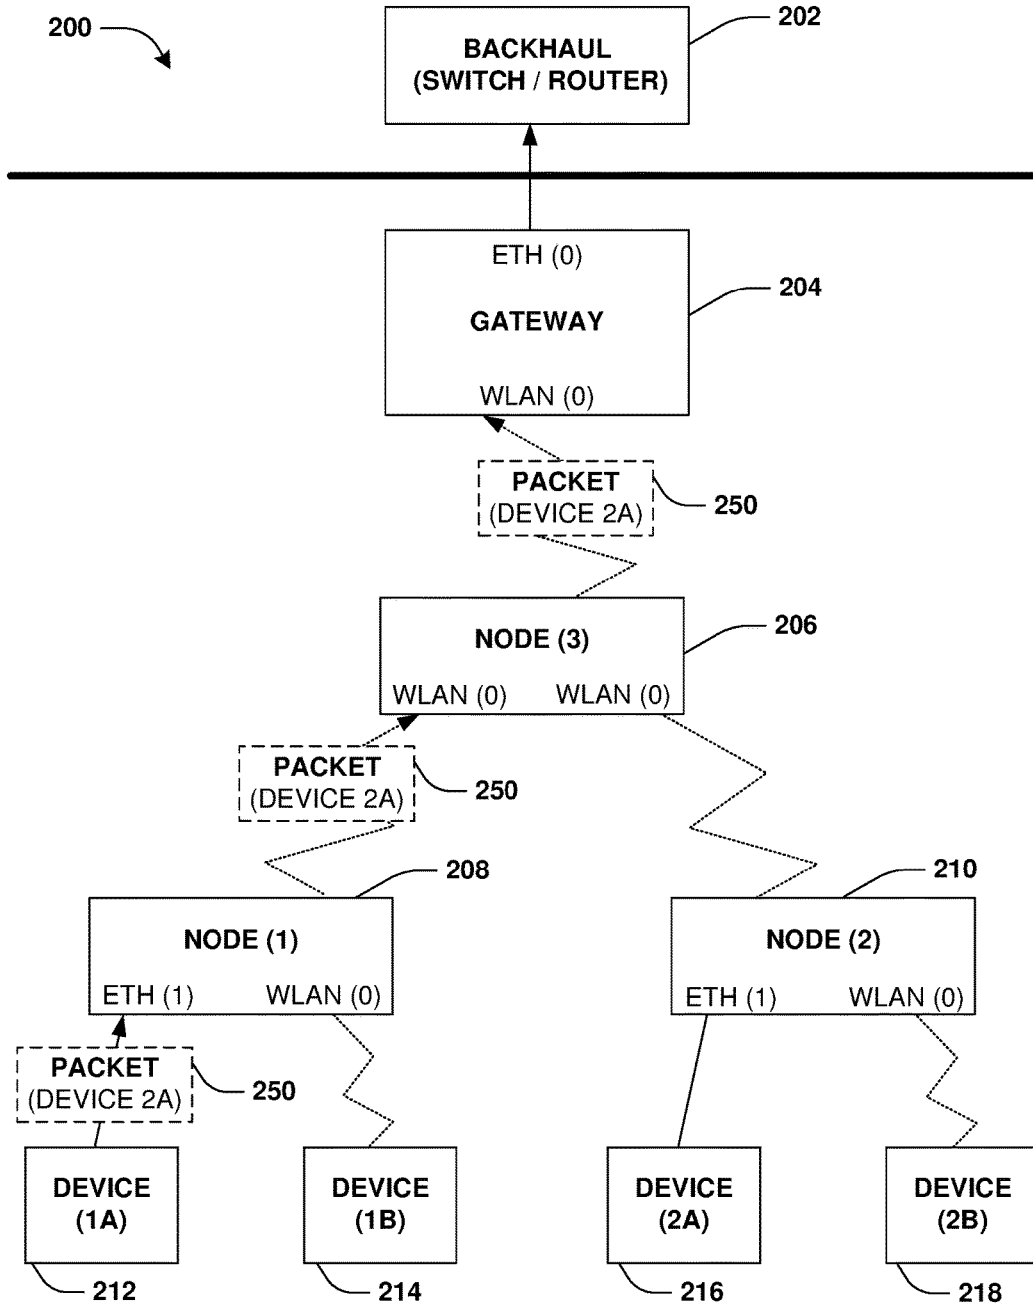 200
202
BACKHAUL
(SWITCH / ROUTER)
ETH (0)
204
GATEWAY
WLAN (0)
PACKET
(DEVICE 2A)
250
206
NODE (3)
WLAN (0) WLAN (0)
PACKET
(DEVICE 2A)
250
208
210
NODE (1)
NODE (2)
ETH (1) WLAN (0)
ETH (1) WLAN (0)
PACKET
(DEVICE 2A)
250
DEVICE
(1A)
DEVICE
(1B)
DEVICE
(2A)
DEVICE
(2B)
212
214
216
218